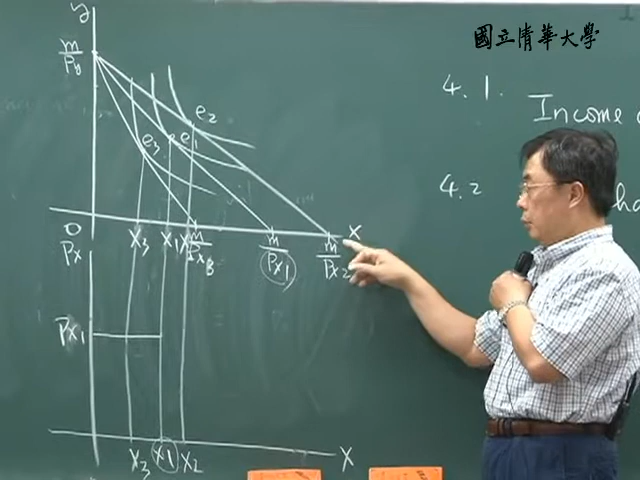 國立清華大學
y
m/Py
e2
e3 e1
4.1.
Income
4.2
0 X3 X1 X m/Px3 m/Px1 m/Px2 X
Px
Px1
X3 X1 X2 X